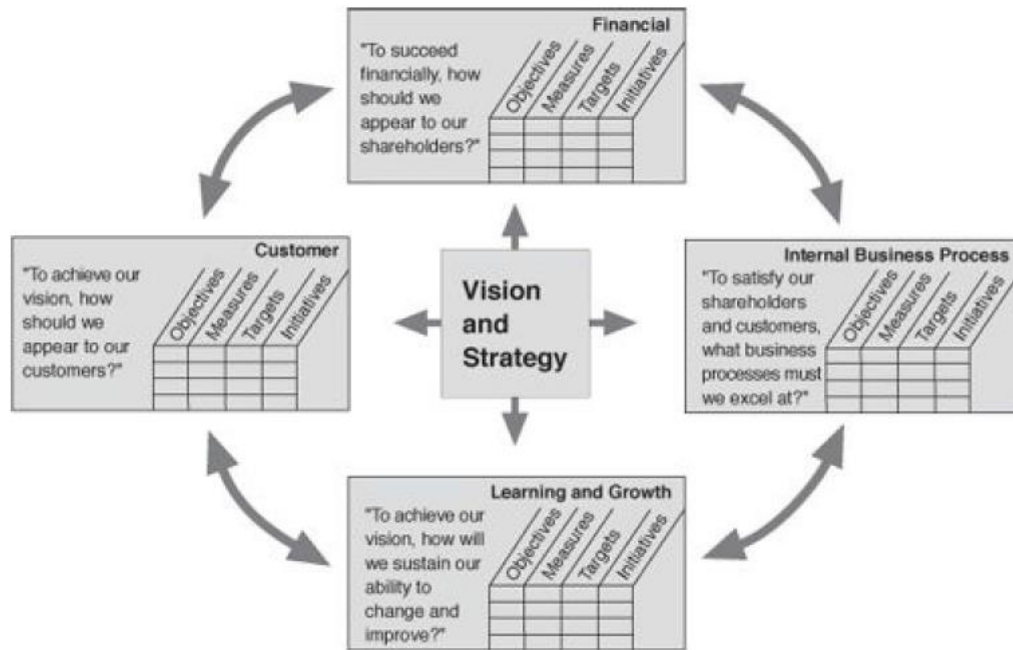 Financial
"To succeed
financially, how
should we
appear to our
shareholders?"
Objectives
Measures
Targets
Initiatives
Customer
"To achieve our
vision, how
should we
appear to our
customers?"
Objectives
Measures
Targets
Initiatives
Vision
and
Strategy
Internal Business Process
"To satisfy our
shareholders
and customers,
what business
processes must
we excel at?"
Objectives
Measures
Targets
Initiatives
Learning and Growth
"To achieve our
vision, how will
we sustain our
ability to
change and
improve?"
Objectives
Measures
Targets
Initiatives